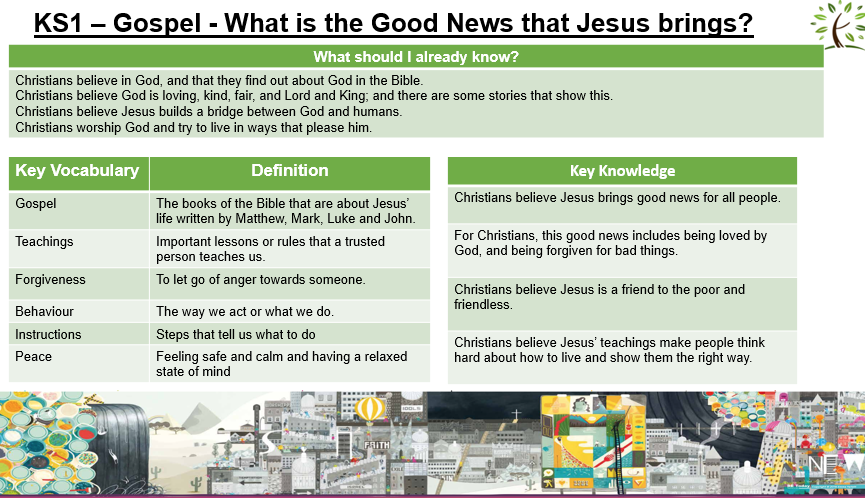 KS1 – Gospel - What is the Good News that Jesus brings?
What should I already know?
Christians believe in God, and that they find out about God in the Bible.
Christians believe God is loving, kind, fair, and Lord and King; and there are some stories that show this.
Christians believe Jesus builds a bridge between God and humans.
Christians worship God and try to live in ways that please him.
Key Vocabulary
Definition
Gospel
The books of the Bible that are about Jesus’
life written by Matthew, Mark, Luke and John.
Teachings
Important lessons or rules that a trusted
person teaches us.
Forgiveness
To let go of anger towards someone.
Behaviour
The way we act or what we do.
Instructions
Steps that tell us what to do
Peace
Feeling safe and calm and having a relaxed
state of mind
Key Knowledge
Christians believe Jesus brings good news for all people.
For Christians, this good news includes being loved by
God, and being forgiven for bad things.
Christians believe Jesus is a friend to the poor and
friendless.
Christians believe Jesus’ teachings make people think
hard about how to live and show them the right way.
FAITH